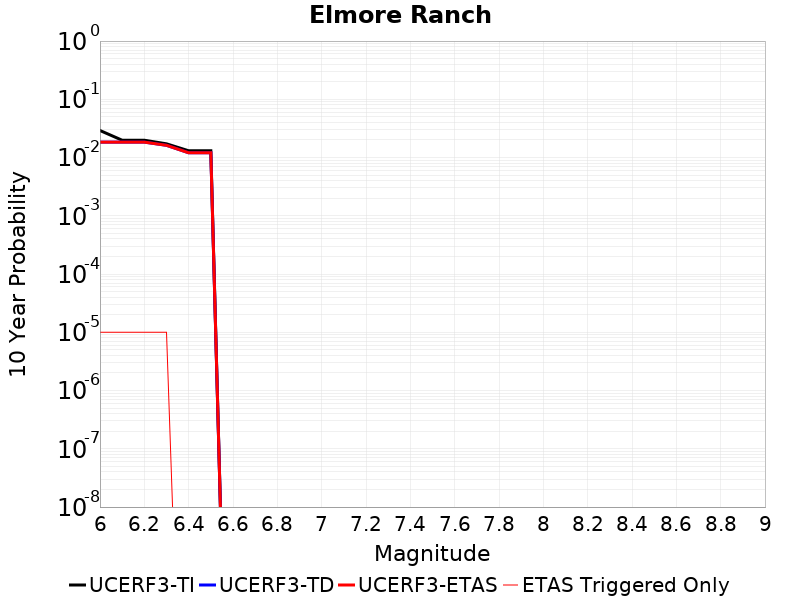 Elmore Ranch
10^0
10^-1
10^-2
10^-3
10^-4
10^-5
10^-6
10^-7
10^-8
10 Year Probability
6 6.2 6.4 6.6 6.8 7 7.2 7.4 7.6 7.8 8 8.2 8.4 8.6 8.8 9
Magnitude
UCERF3-TI UCERF3-TD UCERF3-ETAS ETAS Triggered Only